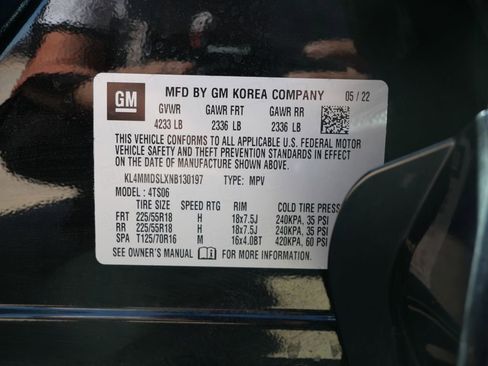 GM
MFD BY GM KOREA COMPANY 05 / 22
GVWR GAWR FRT GAWR RR
4233 LB 2336 LB 2336 LB
THIS VEHICLE CONFORMS TO ALL APPLICABLE U.S. FEDERAL MOTOR
VEHICLE SAFETY AND THEFT PREVENTION STANDARDS IN EFFECT
ON THE DATE OF MANUFACTURE SHOWN ABOVE.
KL4MMDSLXNB130197 TYPE: MPV
MODEL: 4TS06
TIRE SIZE SPEED RTG RIM COLD TIRE PRESSURE
FRT 225/55R18 H 18x7.5J 240KPA, 35 PSI
RR 225/55R18 H 18x7.5J 240KPA, 35 PSI
SPA T125/70R16 M 16x4.0BT 420KPA, 60 PSI
SEE OWNER'S MANUAL FOR MORE INFORMATION.